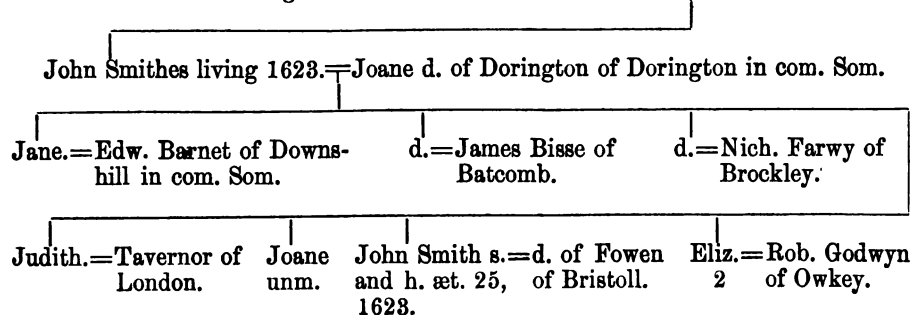 John Smithes living 1623.=Joane d. of Dorington of Dorington in com. Som.
Jane.=Edw. Barnet of Downs-
hill in com. Som.
d.=James Bisse of
Batcomb.
d.=Nich. Farwy of
Brockley.
Judith.=Tavernor of
London.
Joane
unm.
John Smith s.=d. of Fowen
and h. æt. 25, of Bristoll.
1623.
Eliz.=Rob. Godwyn
2 of Owkey.